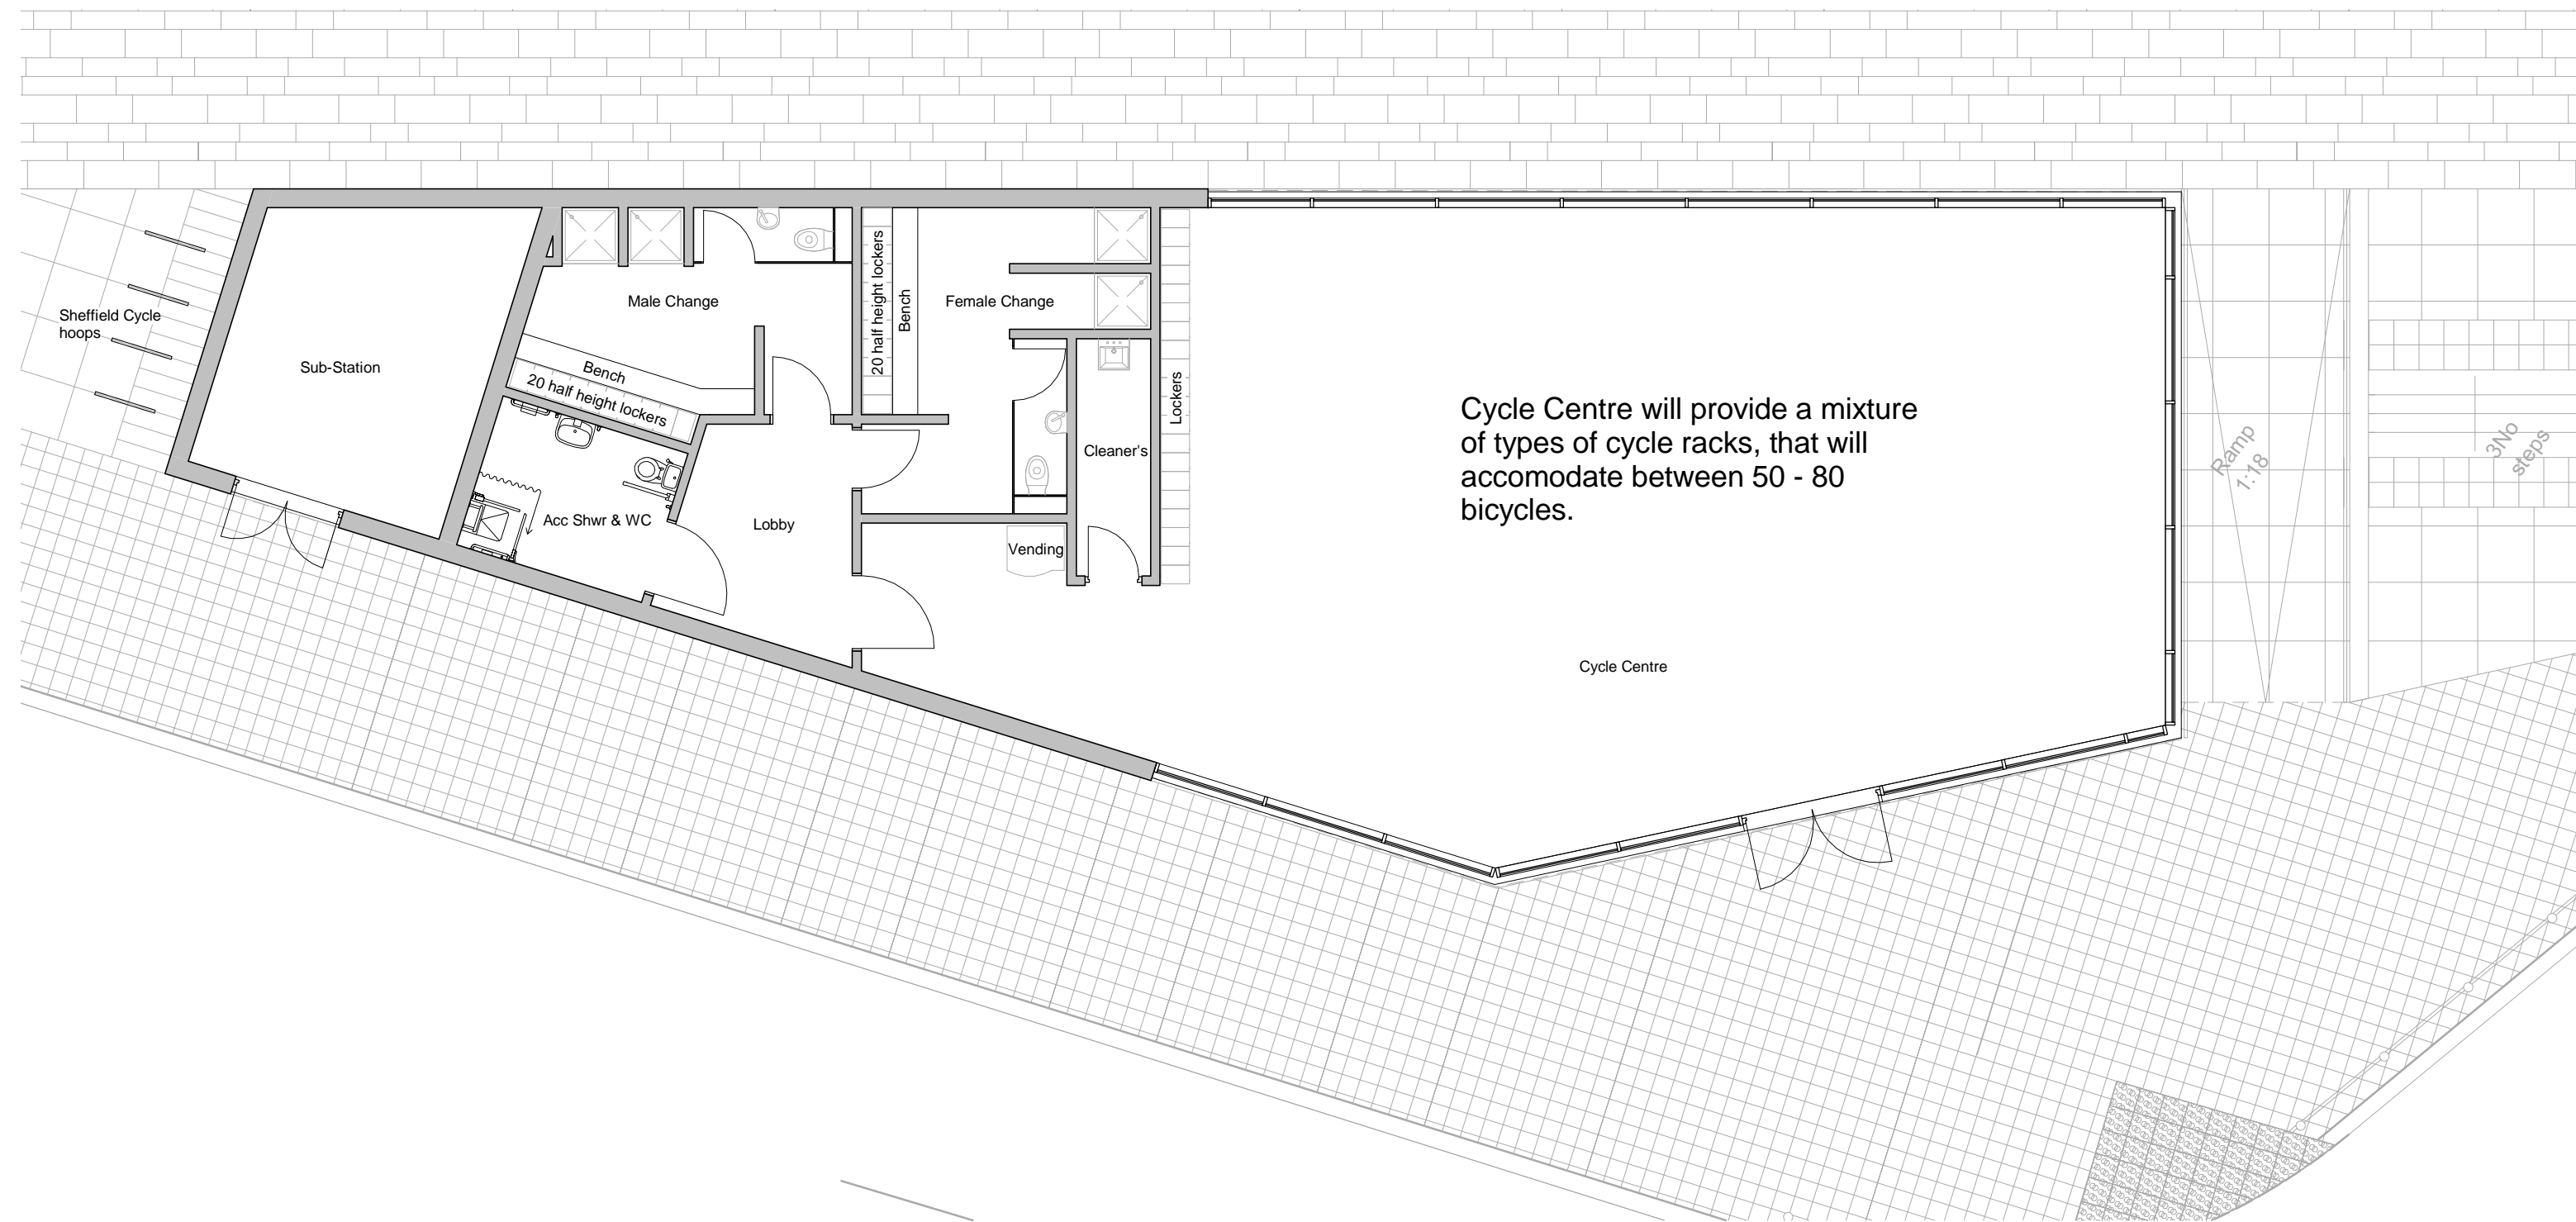 Sheffield Cycle
hoops
Sub-Station
Male Change
Bench
20 half height lockers
20 half height lockers
Bench
Female Change
Lockers
Cleaner's
Acc Shwr & WC
Lobby
Vending
Cycle Centre will provide a mixture
of types of cycle racks, that will
accomodate between 50 - 80
bicycles.
Cycle Centre
Ramp
1:18
3No
steps